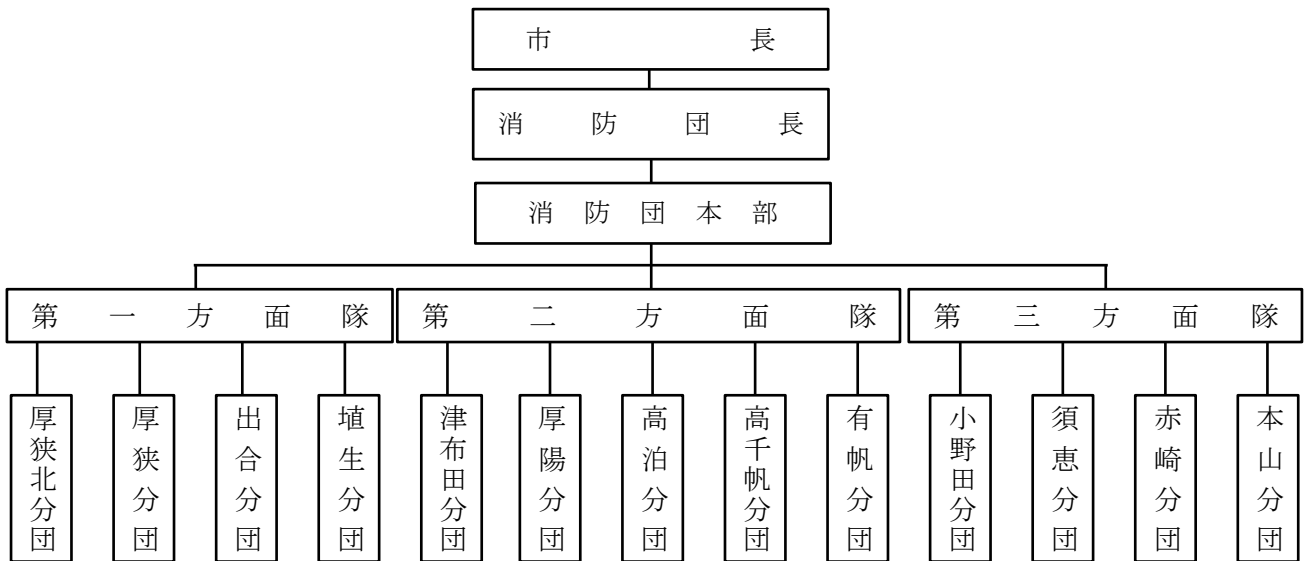 市長
消防団長
消防団本部
第一方面隊
第二方面隊
第三方面隊
厚狭北分団
厚狭分団
出合分団
埴生分団
津布田分団
厚陽分団
高泊分団
高千帆分団
有帆分団
小野田分団
須恵分団
赤崎分団
本山分団